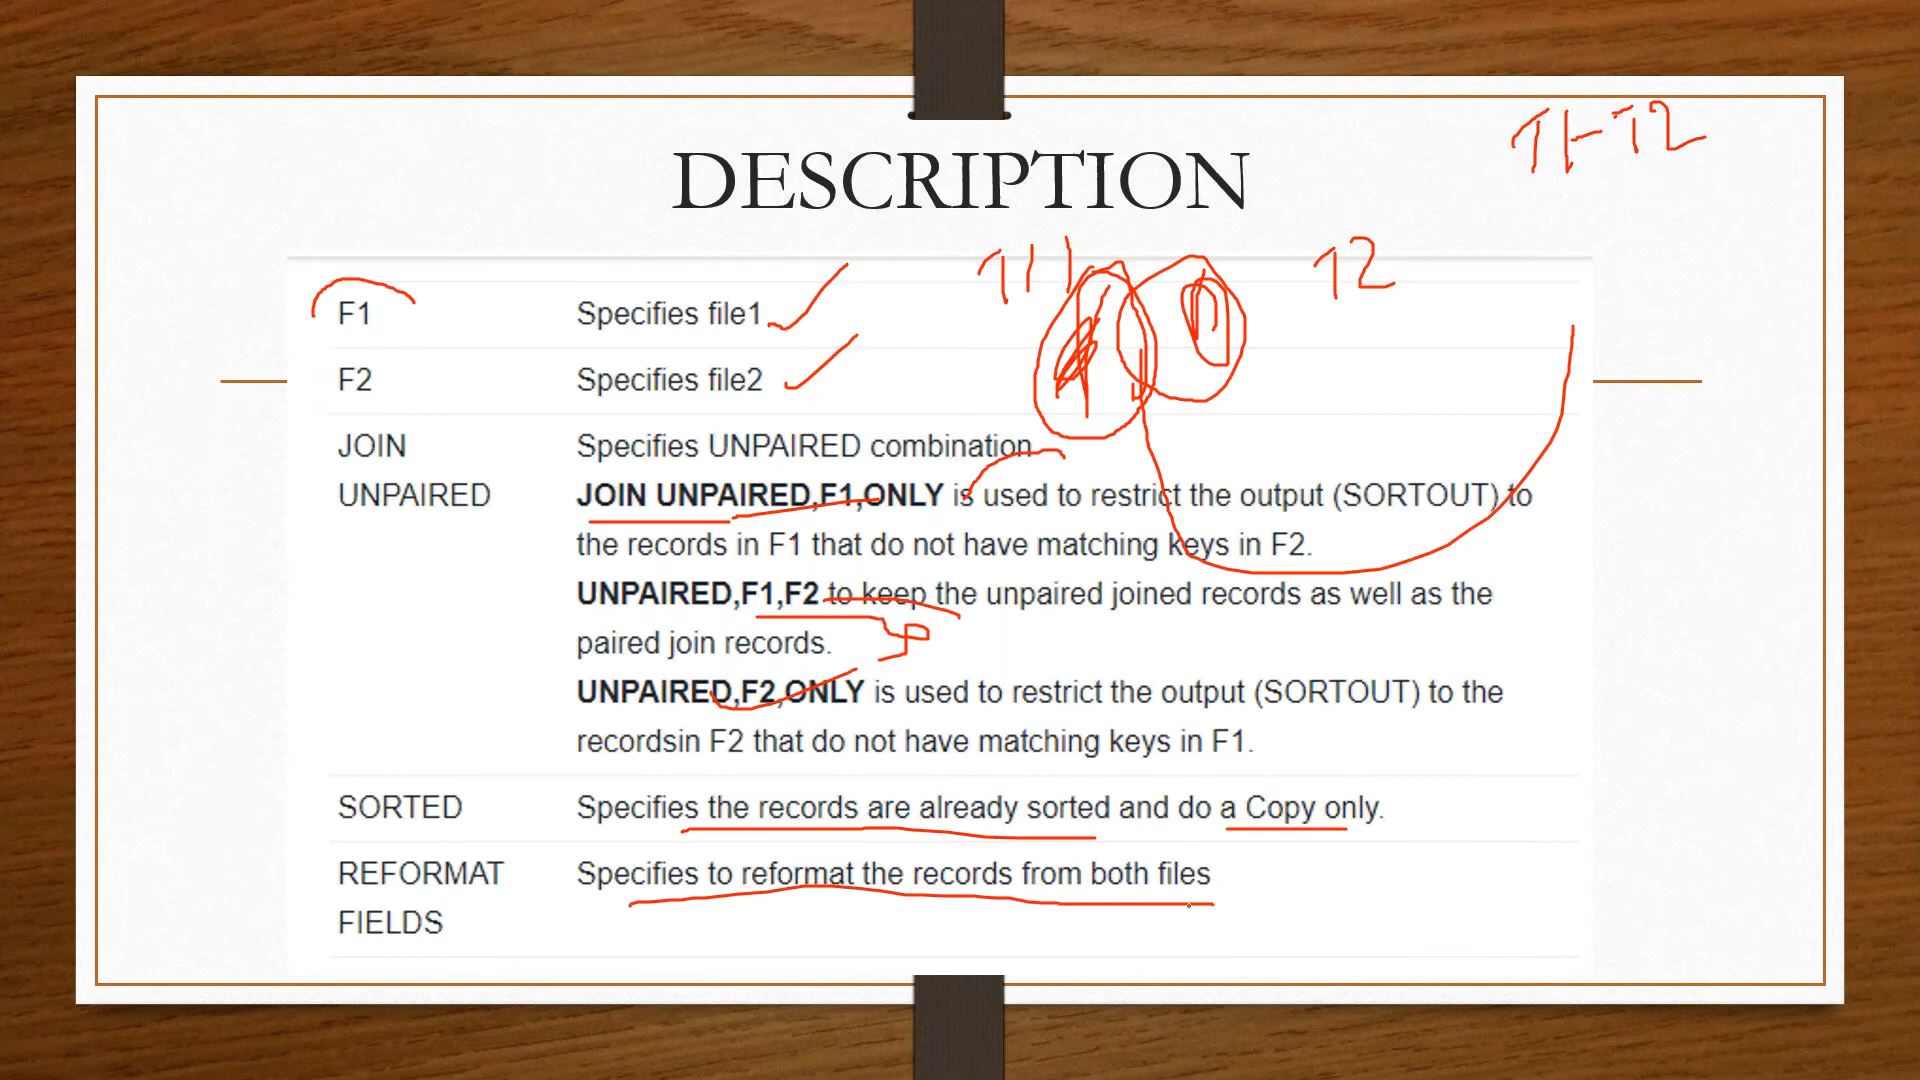 T1-T2
DESCRIPTION
T1
T2
F1 Specifies file1
F2 Specifies file2
JOIN Specifies UNPAIRED combination
UNPAIRED JOIN UNPAIRED,F1,ONLY is used to restrict the output (SORTOUT) to
the records in F1 that do not have matching keys in F2.
UNPAIRED,F1,F2 to keep the unpaired joined records as well as the
paired join records.
UNPAIRED,F2,ONLY is used to restrict the output (SORTOUT) to the
recordsin F2 that do not have matching keys in F1.
SORTED Specifies the records are already sorted and do a Copy only.
REFORMAT Specifies to reformat the records from both files
FIELDS